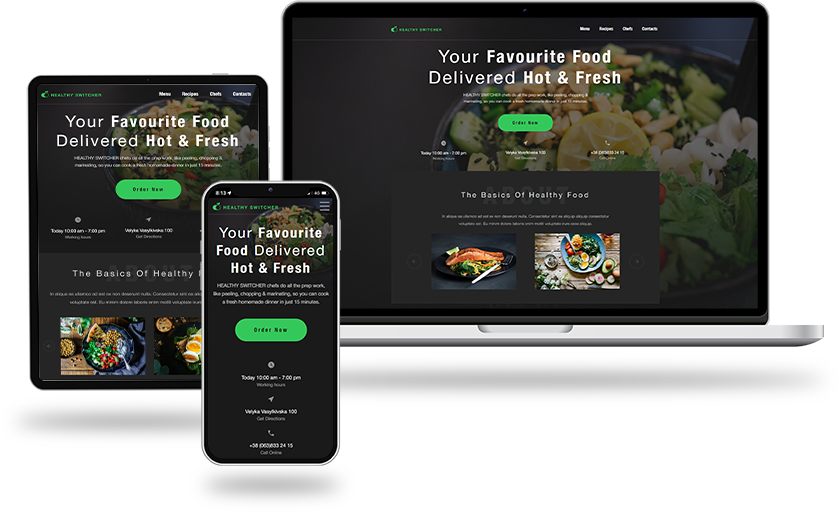 HEALTHY SWITCHER
Menu Recipes Chefs Contacts
Your Favourite Food
Delivered Hot & Fresh
HEALTHY SWITCHER chefs do all the prep work, like peeling, chopping &
marinating, so you can cook a fresh homemade dinner in just 15 minutes.
Order Now
Today 10:00 am - 7:00 pm
Working hours
Velyka Vasylkivska 100
Get Directions
The Basics Of Healthy
In aliqua ea ullamco ad est ex non deserunt nulla. Consectetur sint ea aliquip
voluptate est. Eu minim dolore laboris enim mollit voluptate
8:13 4G
HEALTHY SWITCHER
Your Favourite
Food Delivered
Hot & Fresh
HEALTHY SWITCHER chefs do all the prep work,
like peeling, chopping & marinating, so you can cook
a fresh homemade dinner in just 15 minutes.
Order Now
Today 10:00 am - 7:00 pm
Working hours
Velyka Vasylkivska 100
Get Directions
+38 (063)833 24 15
Call Online
HEALTHY SWITCHER
Menu Recipes Chefs Contacts
Your Favourite Food
Delivered Hot & Fresh
HEALTHY SWITCHER chefs do all the prep work, like peeling, chopping &
marinating, so you can cook a fresh homemade dinner in just 15 minutes.
Order Now
Today 10:00 am - 7:00 pm
Working hours
Velyka Vasylkivska 100
Get Directions
+38 (063)833 24 15
Call online
The Basics Of Healthy Food
In aliqua ea ullamco ad est ex non deserunt nulla. Consectetur sint ea aliquip aliquip consectetur
voluptate est. Eu minim dolore laboris enim mollit voluptate irure esse aliquip.